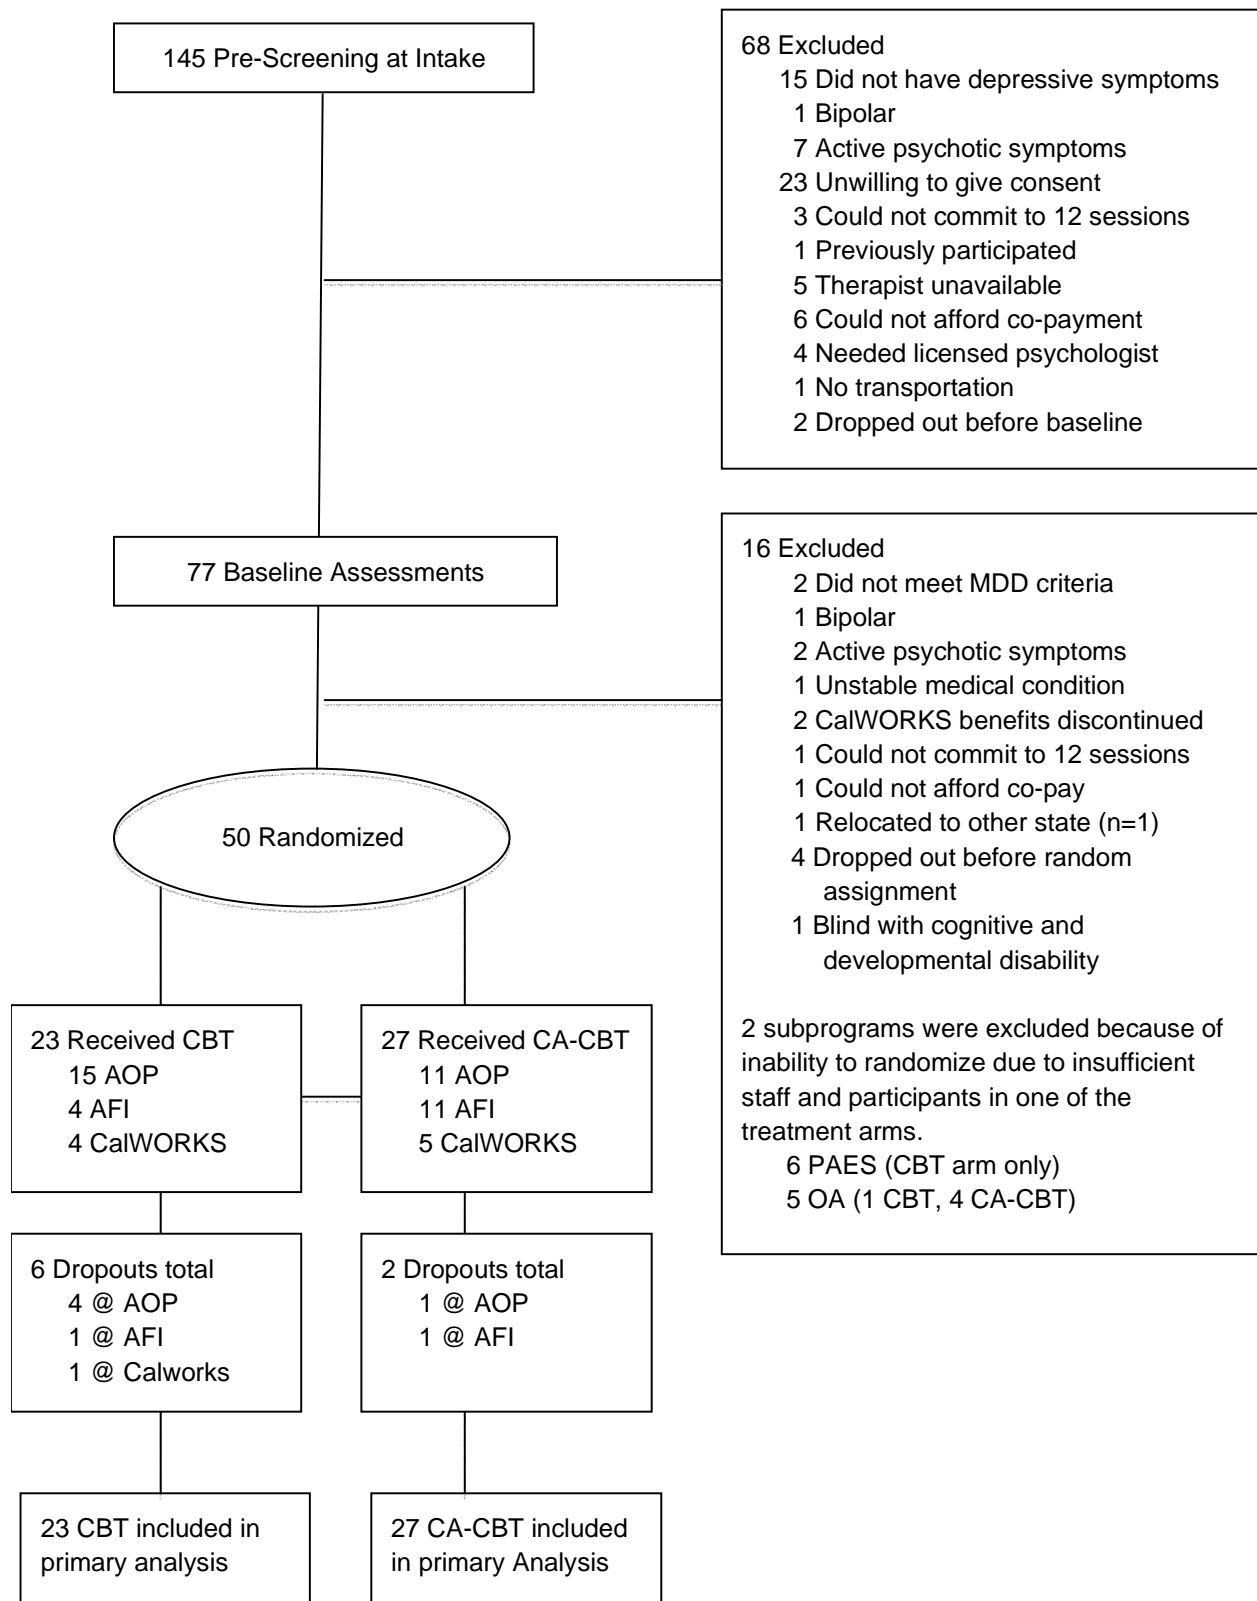 145 Pre-Screening at Intake
68 Excluded
15 Did not have depressive symptoms
1 Bipolar
7 Active psychotic symptoms
23 Unwilling to give consent
3 Could not commit to 12 sessions
1 Previously participated
5 Therapist unavailable
6 Could not afford co-payment
4 Needed licensed psychologist
1 No transportation
2 Dropped out before baseline
77 Baseline Assessments
16 Excluded
2 Did not meet MDD criteria
1 Bipolar
2 Active psychotic symptoms
1 Unstable medical condition
2 CalWORKS benefits discontinued
1 Could not commit to 12 sessions
1 Could not afford co-pay
1 Relocated to other state (n=1)
4 Dropped out before random
assignment
1 Blind with cognitive and
developmental disability
2 subprograms were excluded because of
inability to randomize due to insufficient
staff and participants in one of the
treatment arms.
6 PAES (CBT arm only)
5 OA (1 CBT, 4 CA-CBT)
50 Randomized
23 Received CBT
15 AOP
4 AFI
4 CalWORKS
27 Received CA-CBT
11 AOP
11 AFI
5 CalWORKS
6 Dropouts total
4 @ AOP
1 @ AFI
1 @ Calworks
2 Dropouts total
1 @ AOP
1 @ AFI
23 CBT included in
primary analysis
27 CA-CBT included
in primary Analysis